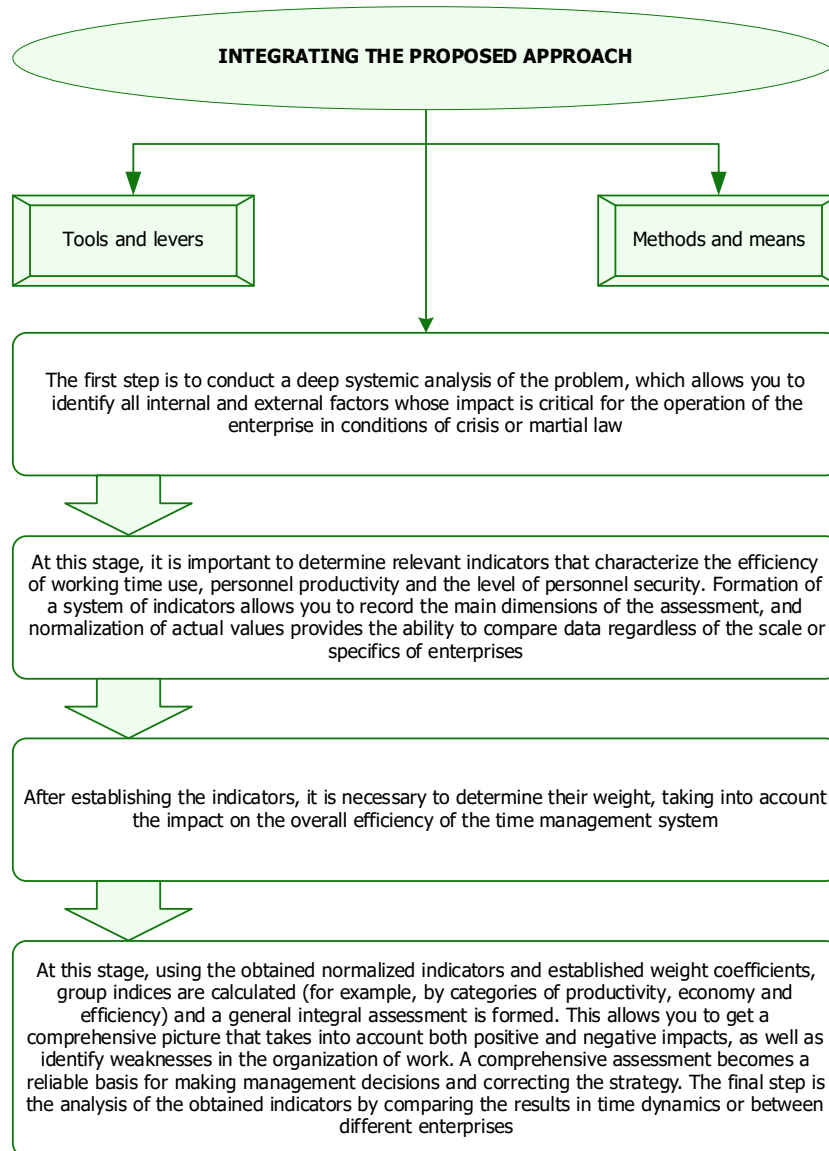 INTEGRATING THE PROPOSED APPROACH
Tools and levers
Methods and means
The first step is to conduct a deep systemic analysis of the problem, which allows you to
identify all internal and external factors whose impact is critical for the operation of the
enterprise in conditions of crisis or martial law
At this stage, it is important to determine relevant indicators that characterize the efficiency
of working time use, personnel productivity and the level of personnel security. Formation of
a system of indicators allows you to record the main dimensions of the assessment, and
normalization of actual values provides the ability to compare data regardless of the scale or
specifics of enterprises
After establishing the indicators, it is necessary to determine their weight, taking into account
the impact on the overall efficiency of the time management system
At this stage, using the obtained normalized indicators and established weight coefficients,
group indices are calculated (for example, by categories of productivity, economy and
efficiency) and a general integral assessment is formed. This allows you to get a
comprehensive picture that takes into account both positive and negative impacts, as well as
identify weaknesses in the organization of work. A comprehensive assessment becomes a
reliable basis for making management decisions and correcting the strategy. The final step is
the analysis of the obtained indicators by comparing the results in time dynamics or between
different enterprises